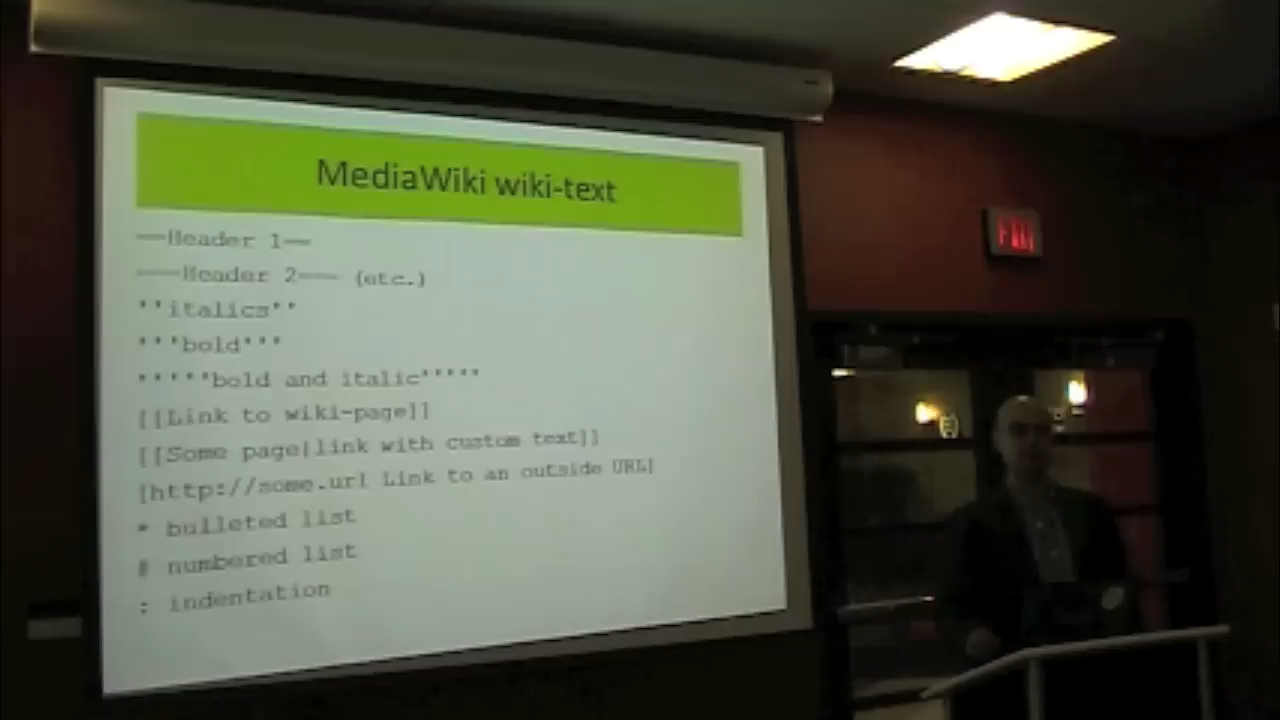 MediaWiki wiki-text
==Header 1==
===Header 2=== (etc.)
''italics''
'''bold'''
'''''bold and italic'''''
[[Link to wiki-page]]
[[Some page|link with custom text]]
[http://some.url Link to an outside URL]
* bulleted list
# numbered list
: indentation
EXIT